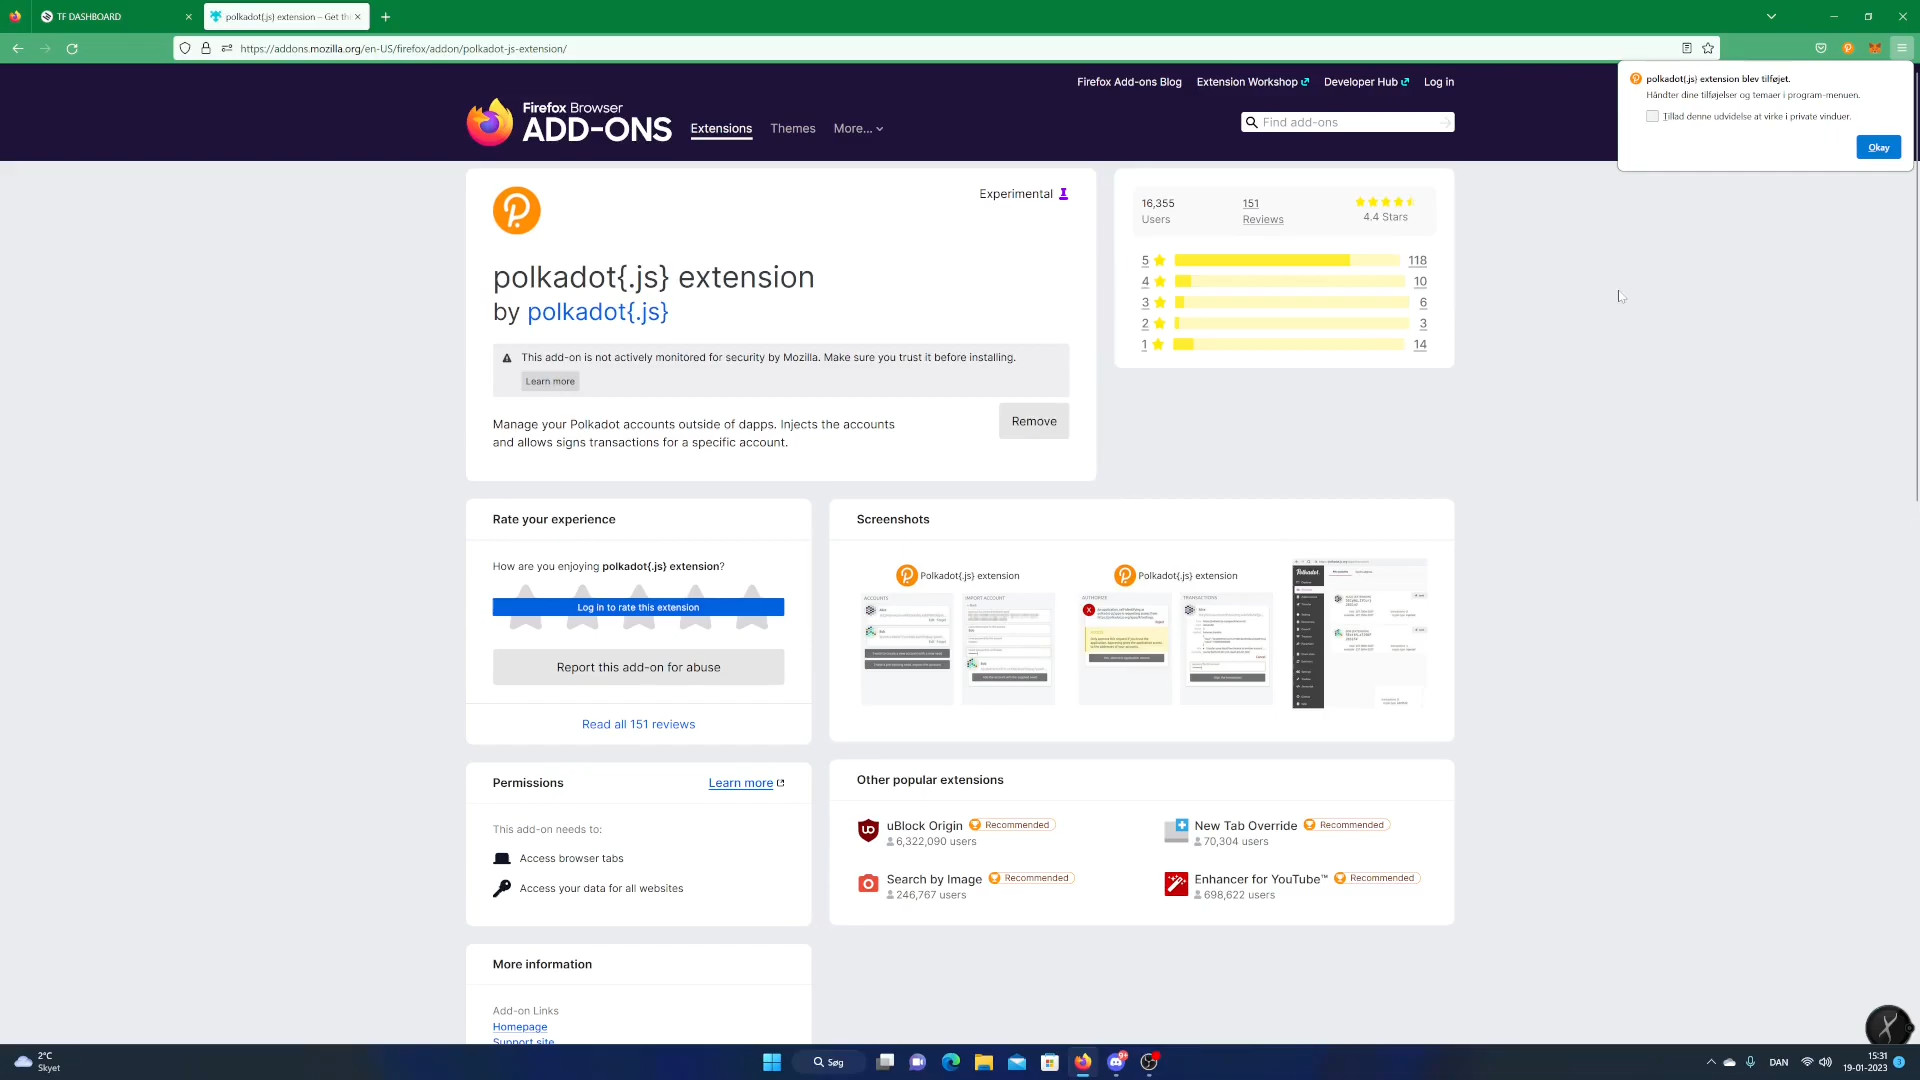 TF DASHBOARD
polkadot{.js} extension – Get th
https://addons.mozilla.org/en-US/firefox/addon/polkadot-js-extension/
polkadot{.js} extension blev tilføjet.
Håndter dine tilføjelser og temaer i program-menuen.
Tillad denne udvidelse at virke i private vinduer.
Okay
Firefox Add-ons Blog
Extension Workshop
Developer Hub
Log in
Firefox Browser
ADD-ONS
Extensions
Themes
More...
Find add-ons
Experimental
polkadot{.js} extension
by polkadot{.js}
This add-on is not actively monitored for security by Mozilla. Make sure you trust it before installing.
Learn more
Manage your Polkadot accounts outside of dapps. Injects the accounts
and allows signs transactions for a specific account.
Remove
16,355
Users
151
Reviews
4.4 Stars
5 118
4 10
3 6
2 3
1 14
Rate your experience
How are you enjoying polkadot{.js} extension?
Log in to rate this extension
Report this add-on for abuse
Read all 151 reviews
Screenshots
Polkadot{.js} extension
ACCOUNTS
IMPORT ACCOUNT
Polkadot{.js} extension
AUTHORIZE
TRANSACTIONS
Polkadot
Permissions
Learn more
This add-on needs to:
Access browser tabs
Access your data for all websites
Other popular extensions
uBlock Origin Recommended
6,322,090 users
New Tab Override Recommended
70,304 users
Search by Image Recommended
246,767 users
Enhancer for YouTube™ Recommended
698,622 users
More information
Add-on Links
Homepage
Support site
2°C
Skyet
Søg
DAN
15:31
19-01-2023
3